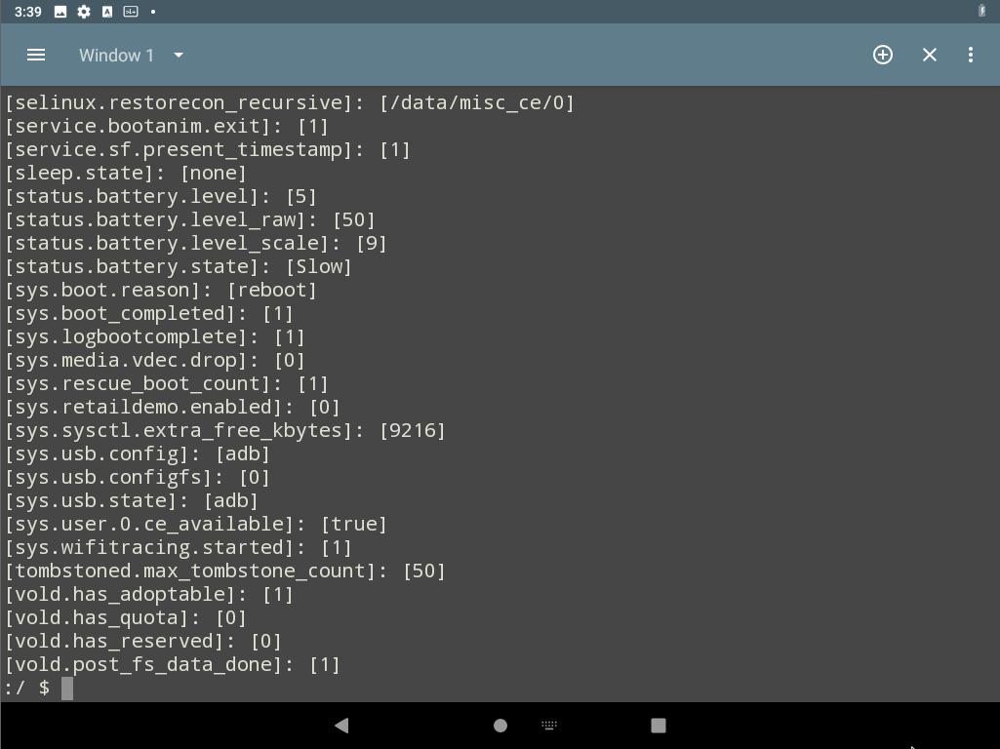 3:39
Window 1
[selinux.restorecon_recursive]: [/data/misc_ce/0]
[service.bootanim.exit]: [1]
[service.sf.present_timestamp]: [1]
[sleep.state]: [none]
[status.battery.level]: [5]
[status.battery.level_raw]: [50]
[status.battery.level_scale]: [9]
[status.battery.state]: [Slow]
[sys.boot.reason]: [reboot]
[sys.boot_completed]: [1]
[sys.logbootcomplete]: [1]
[sys.media.vdec.drop]: [0]
[sys.rescue_boot_count]: [1]
[sys.retaildemo.enabled]: [0]
[sys.sysctl.extra_free_kbytes]: [9216]
[sys.usb.config]: [adb]
[sys.usb.configfs]: [0]
[sys.usb.state]: [adb]
[sys.user.0.ce_available]: [true]
[sys.wifitracing.started]: [1]
[tombstoned.max_tombstone_count]: [50]
[vold.has_adoptable]: [1]
[vold.has_quota]: [0]
[vold.has_reserved]: [0]
[vold.post_fs_data_done]: [1]
:/ $